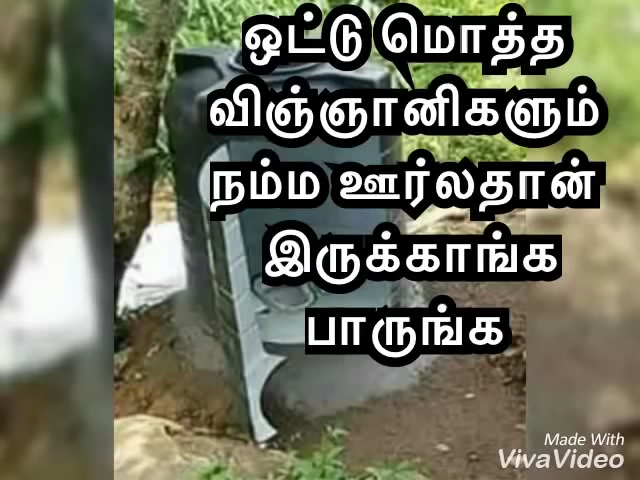 ஒட்டு மொத்த
விஞ்ஞானிகளும்
நம்ம ஊர்லதான்
இருக்காங்க
பாருங்க
Made With
VivaVideo